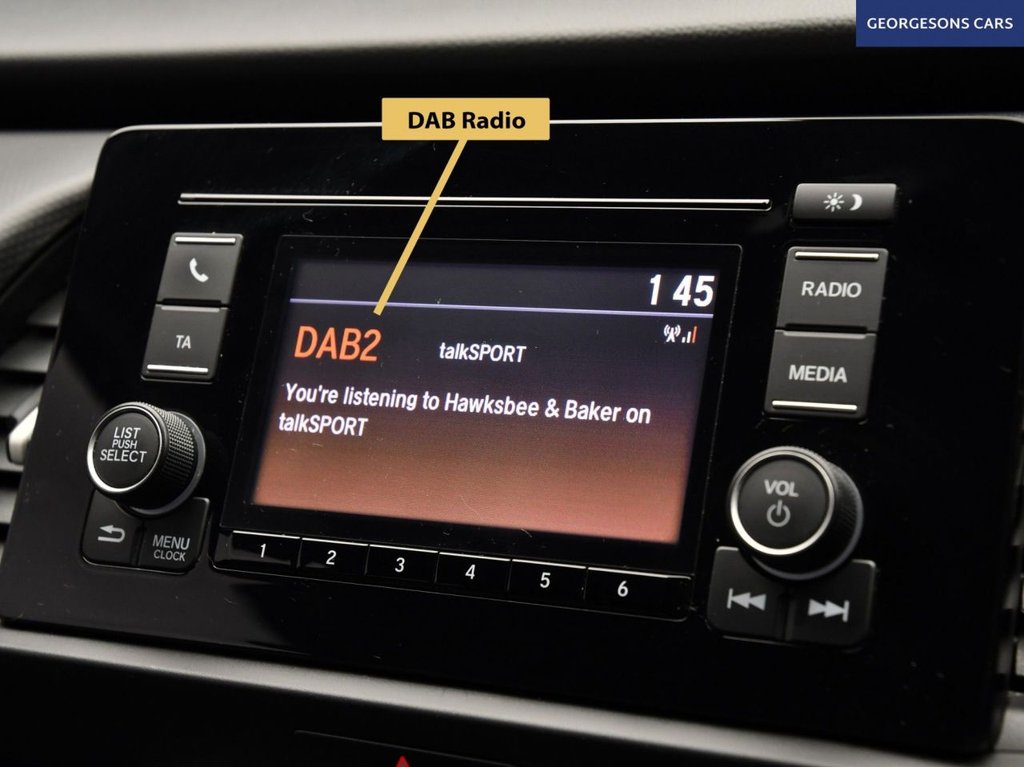 GEORGESONS CARS
DAB Radio
1 45
RADIO
TA
DAB2
talkSPORT
MEDIA
You're listening to Hawksbee & Baker on
talkSPORT
LIST
PUSH
SELECT
VOL
MENU
CLOCK
1 2 3 4 5 6